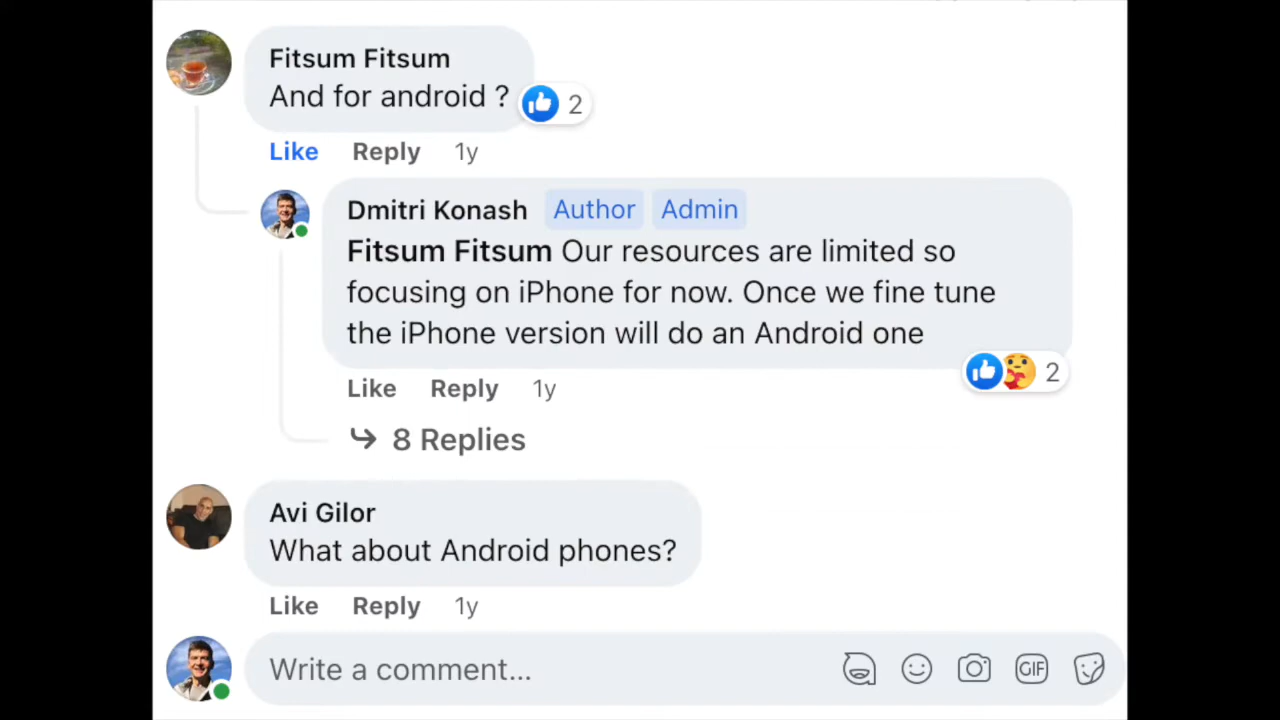 Fitsum Fitsum
And for android ?
2
Like Reply 1y
Dmitri Konash Author Admin
Fitsum Fitsum Our resources are limited so
focusing on iPhone for now. Once we fine tune
the iPhone version will do an Android one
2
Like Reply 1y
8 Replies
Avi Gilor
What about Android phones?
Like Reply 1y
Write a comment...
GIF